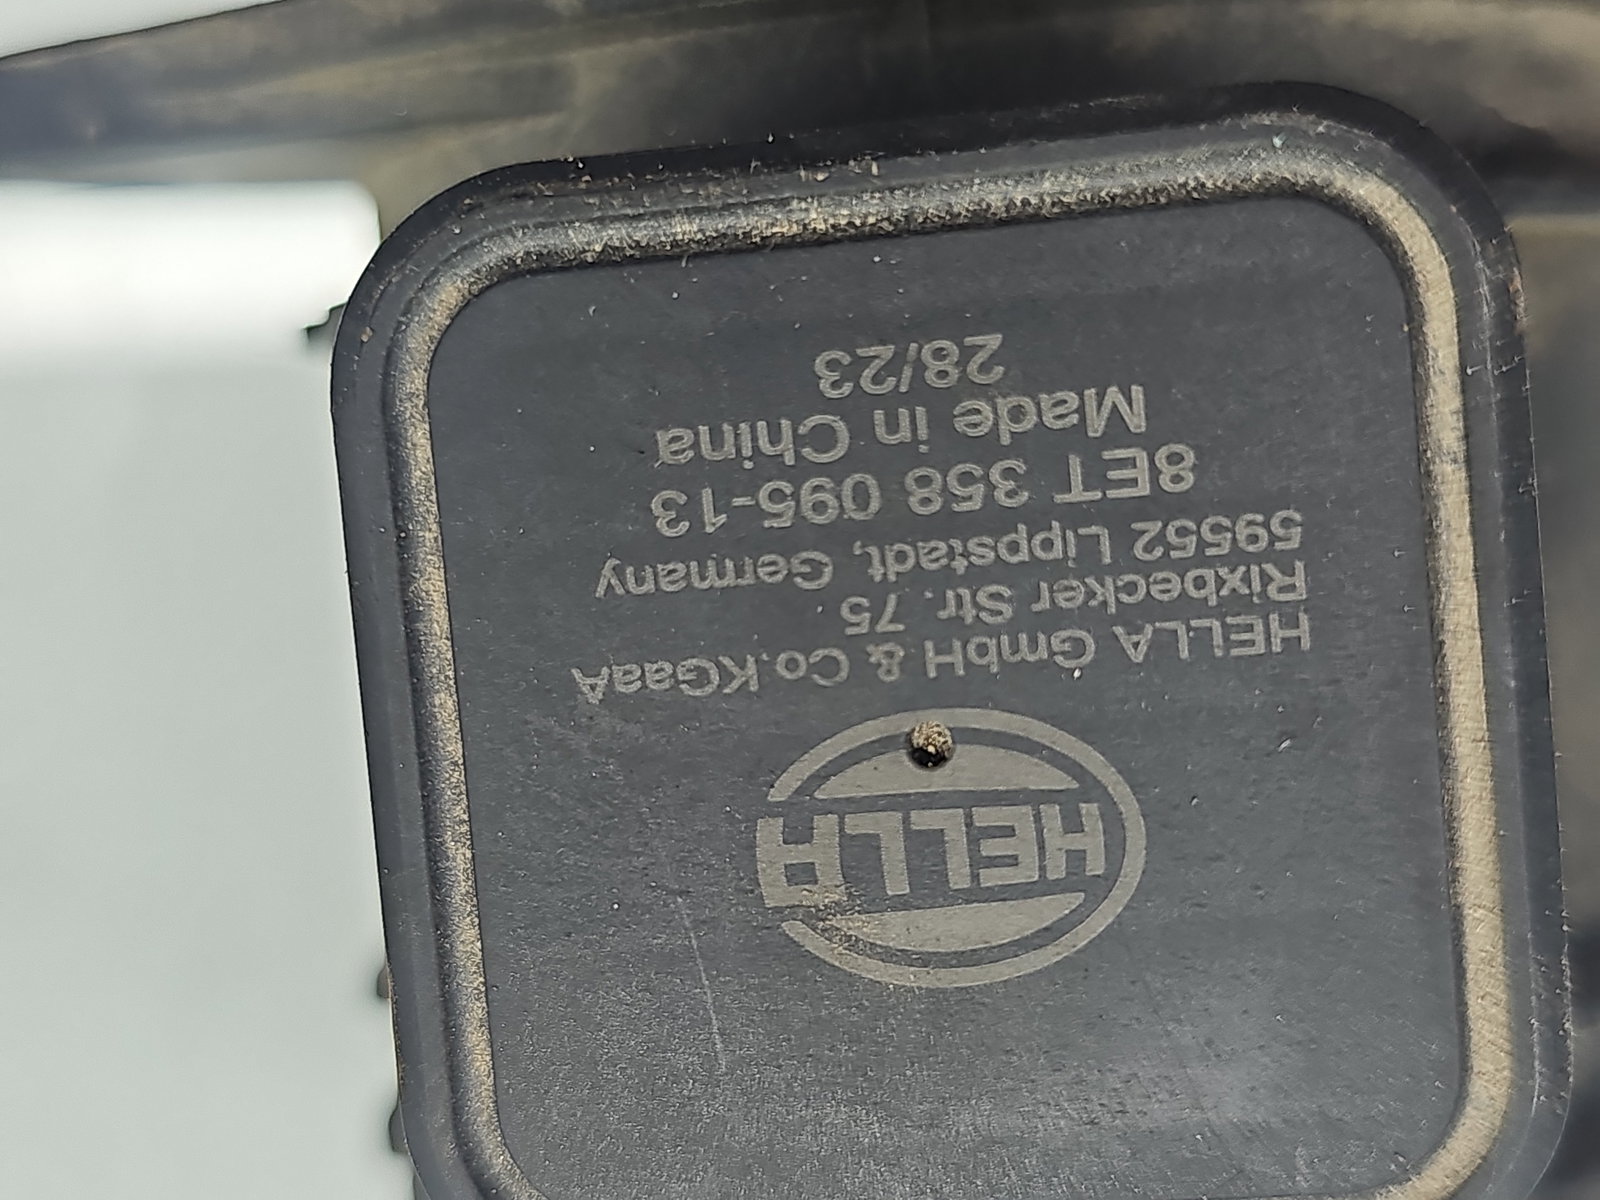 HELLA
HELLA GmbH & Co.KGaaA
Rixbecker Str. 75
59552 Lippstadt, Germany
8ET 358 095-13
Made in China
28/23